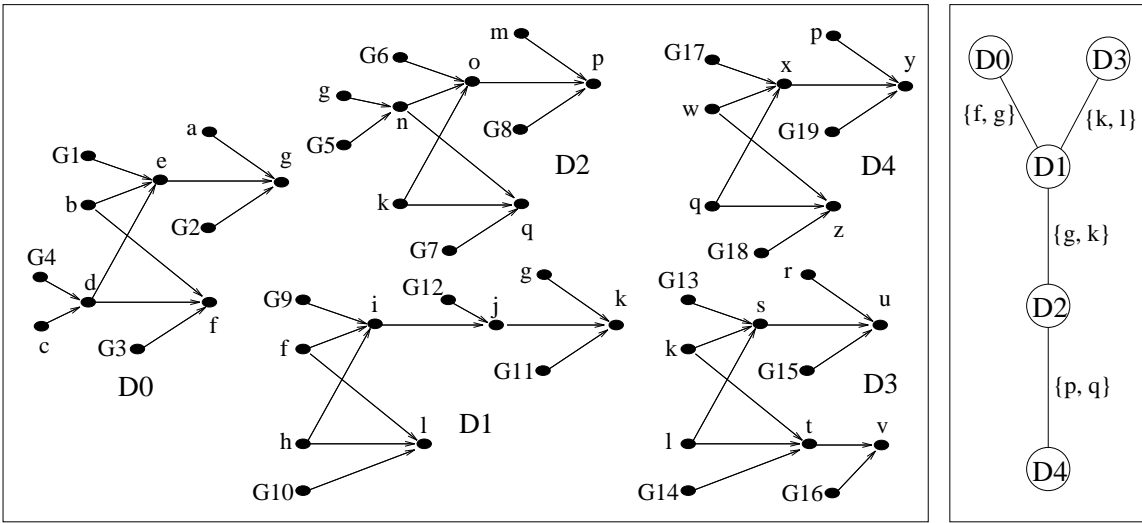 G1
b
G4
d
c
e
a
g
G2
f
G3
D0
G6
g
n
G5
o
m
p
G8
k
q
G7
D2
G17
w
x
p
y
G19
q
z
G18
D4
G9
f
i
G12
j
g
k
G11
h
l
G10
D1
G13
k
s
r
u
G15
l
t
v
G14
G16
D3
D0
D3
{f, g}
{k, l}
D1
{g, k}
D2
{p, q}
D4